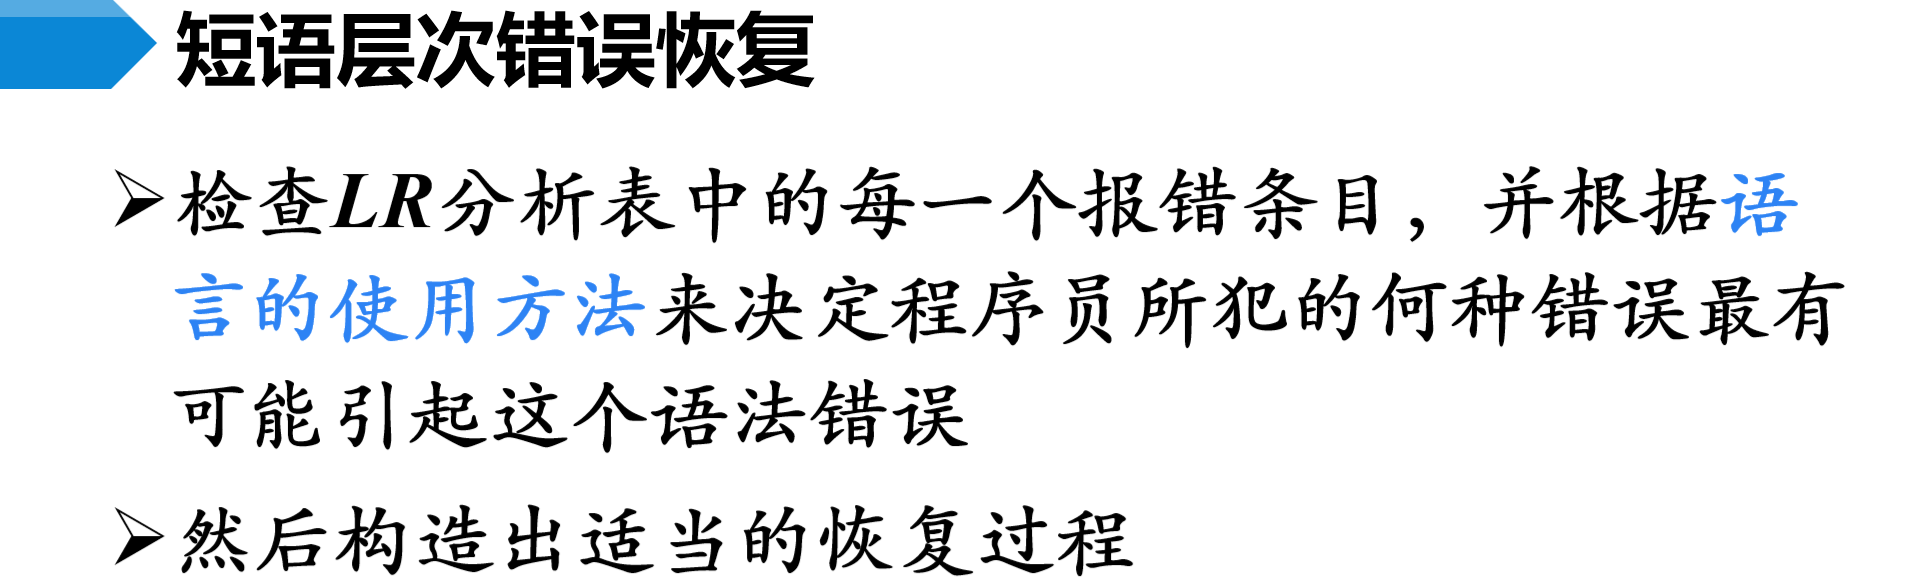 短语层次错误恢复
➢检查LR分析表中的每一个报错条目，并根据语
言的使用方法来决定程序员所犯的何种错误最有
可能引起这个语法错误
➢然后构造出适当的恢复过程